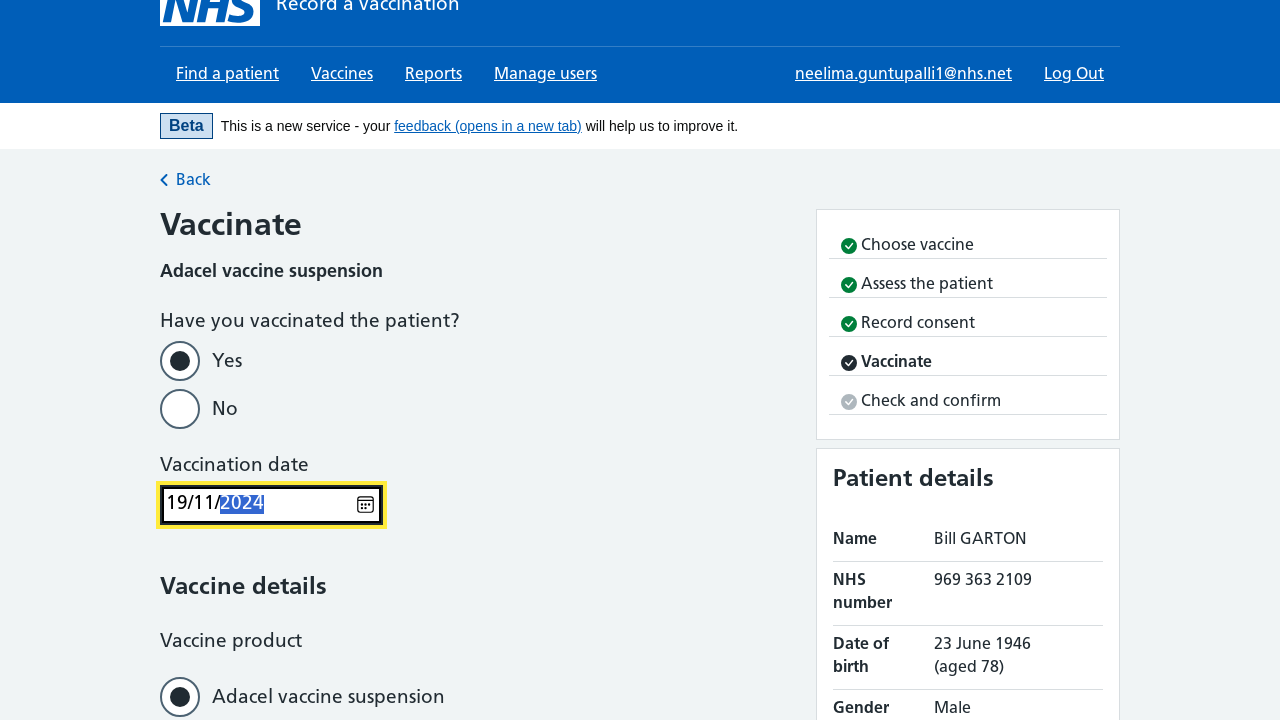 NHS Record a vaccination
Find a patient Vaccines Reports Manage users neelima.guntupalli1@nhs.net Log Out
Beta This is a new service - your feedback (opens in a new tab) will help us to improve it.
Back
Vaccinate
Adacel vaccine suspension
Have you vaccinated the patient?
Yes
No
Vaccination date
19/11/2024
Vaccine details
Vaccine product
Adacel vaccine suspension
Choose vaccine
Assess the patient
Record consent
Vaccinate
Check and confirm
Patient details
Name Bill GARTON
NHS 969 363 2109
number
Date of 23 June 1946
birth (aged 78)
Gender Male